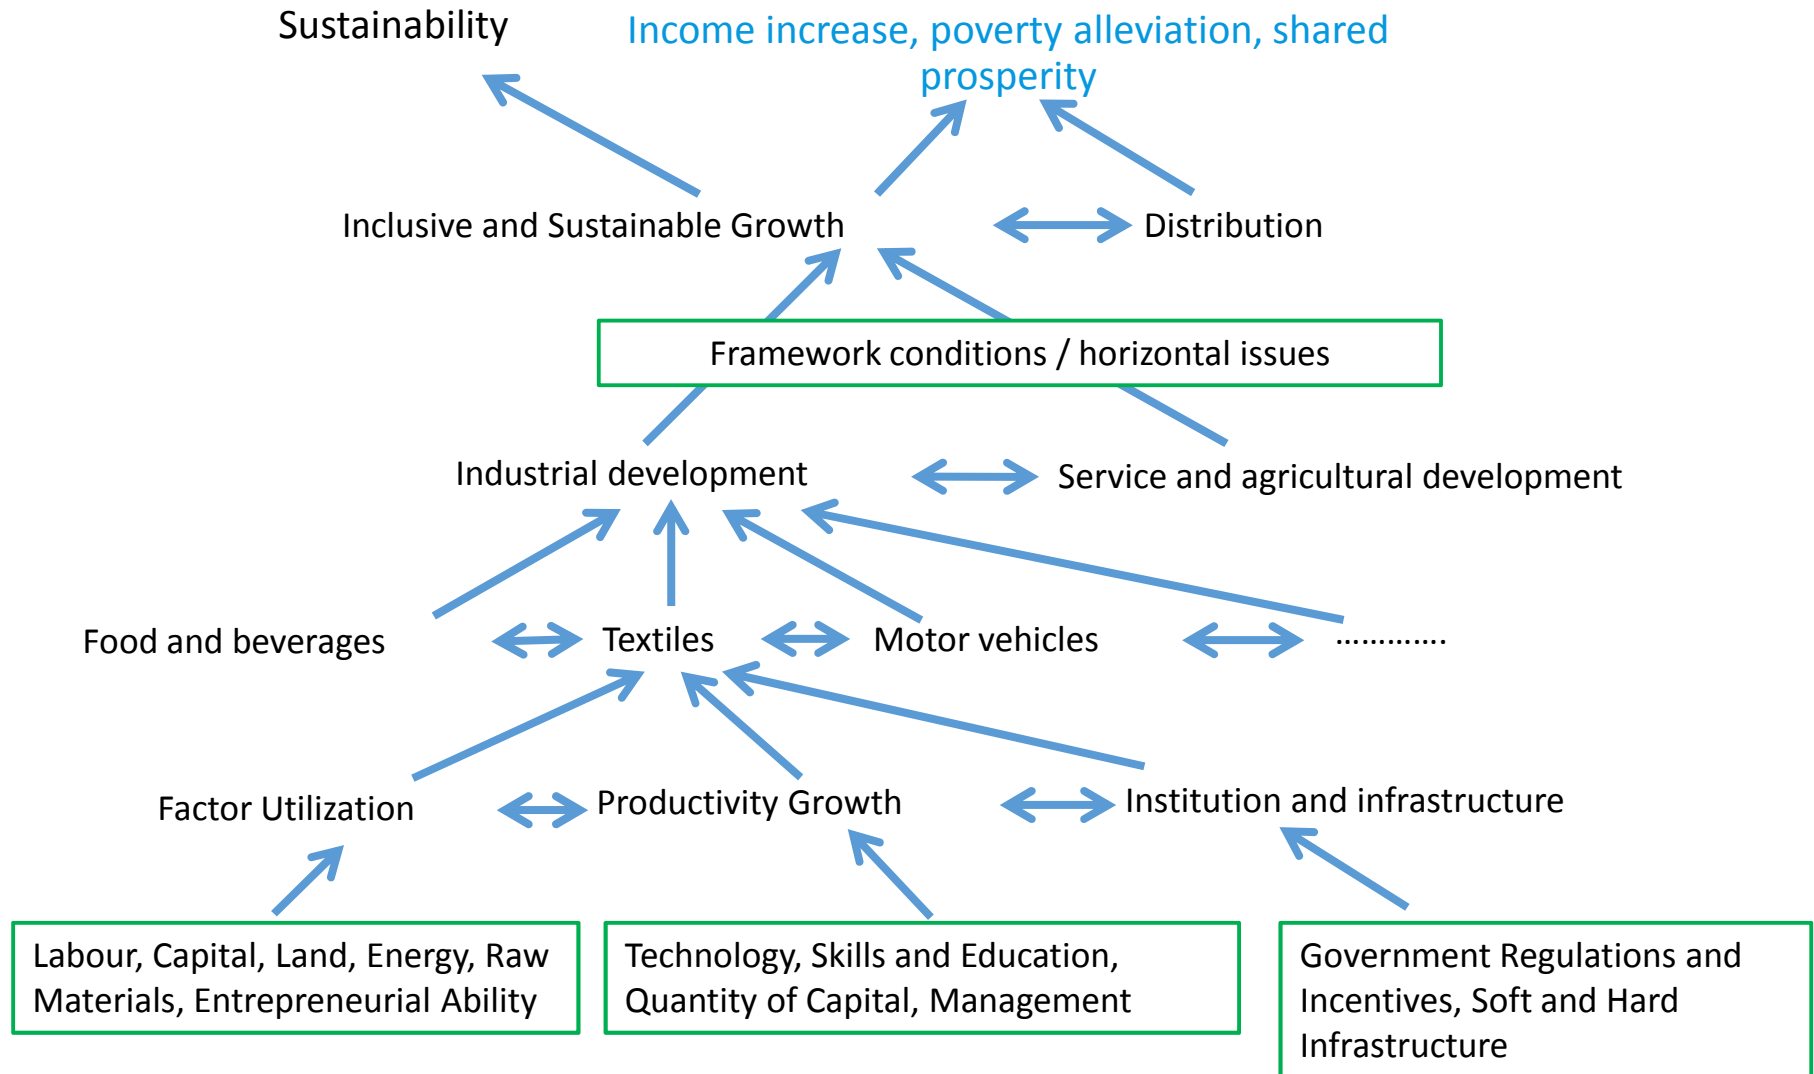 Sustainability
Income increase, poverty alleviation, shared
prosperity
Inclusive and Sustainable Growth
Distribution
Framework conditions / horizontal issues
Industrial development
Service and agricultural development
Food and beverages
Textiles
Motor vehicles
………….
Factor Utilization
Productivity Growth
Institution and infrastructure
Labour, Capital, Land, Energy, Raw
Materials, Entrepreneurial Ability
Technology, Skills and Education,
Quantity of Capital, Management
Government Regulations and
Incentives, Soft and Hard
Infrastructure